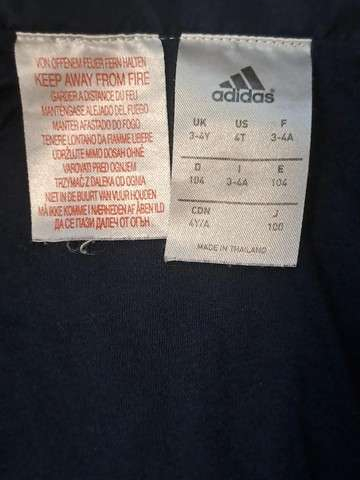 VON OFFENEM FEUER FERN HALTEN
KEEP AWAY FROM FIRE
GARDER A DISTANCE DU FEU
MANTENGASE ALEJADO DEL FUEGO
MANTER AFASTADO DO FOGO
TENERE LONTANO DA FIAMME LIBERE
UDRŽUJTE MIMO DOSAH OHNĚ
VAROVATI PRED OGNJEM
TRZYMAĆ Z DALEKA OD OGNIA
NIET IN DE BUURT VAN VUUR HOUDEN
MÅ IKKE KOMME I NÆRHEDEN AF ÅBEN ILD
ДА СЕ ПАЗИ ДАЛЕЧ ОТ ОГЪН
adidas
UK US F
3-4Y 4T 3-4A
D I E
104 3-4A 104
CDN J
4Y/A 100
MADE IN THAILAND